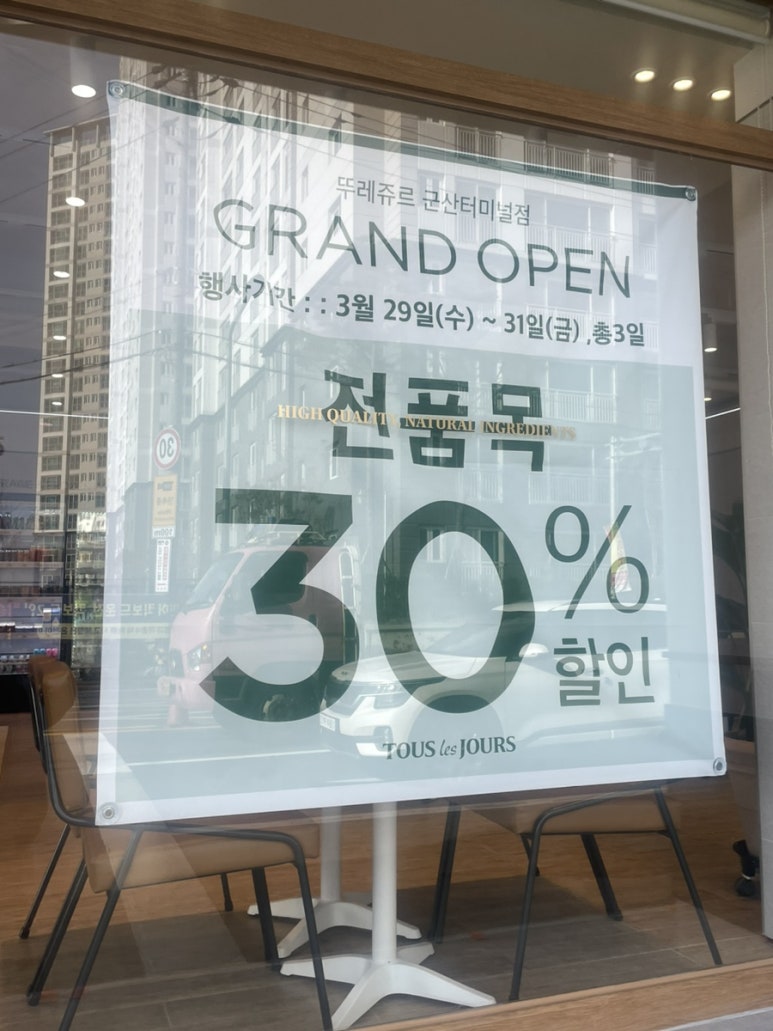 뚜레쥬르 군산터미널점
GRAND OPEN
행사기간 : : 3월 29일(수) ~ 31일(금) ,총3일
전품목
HIGH QUALITY, NATURAL INGREDIENTS
30%
할인
TOUS les JOURS
30